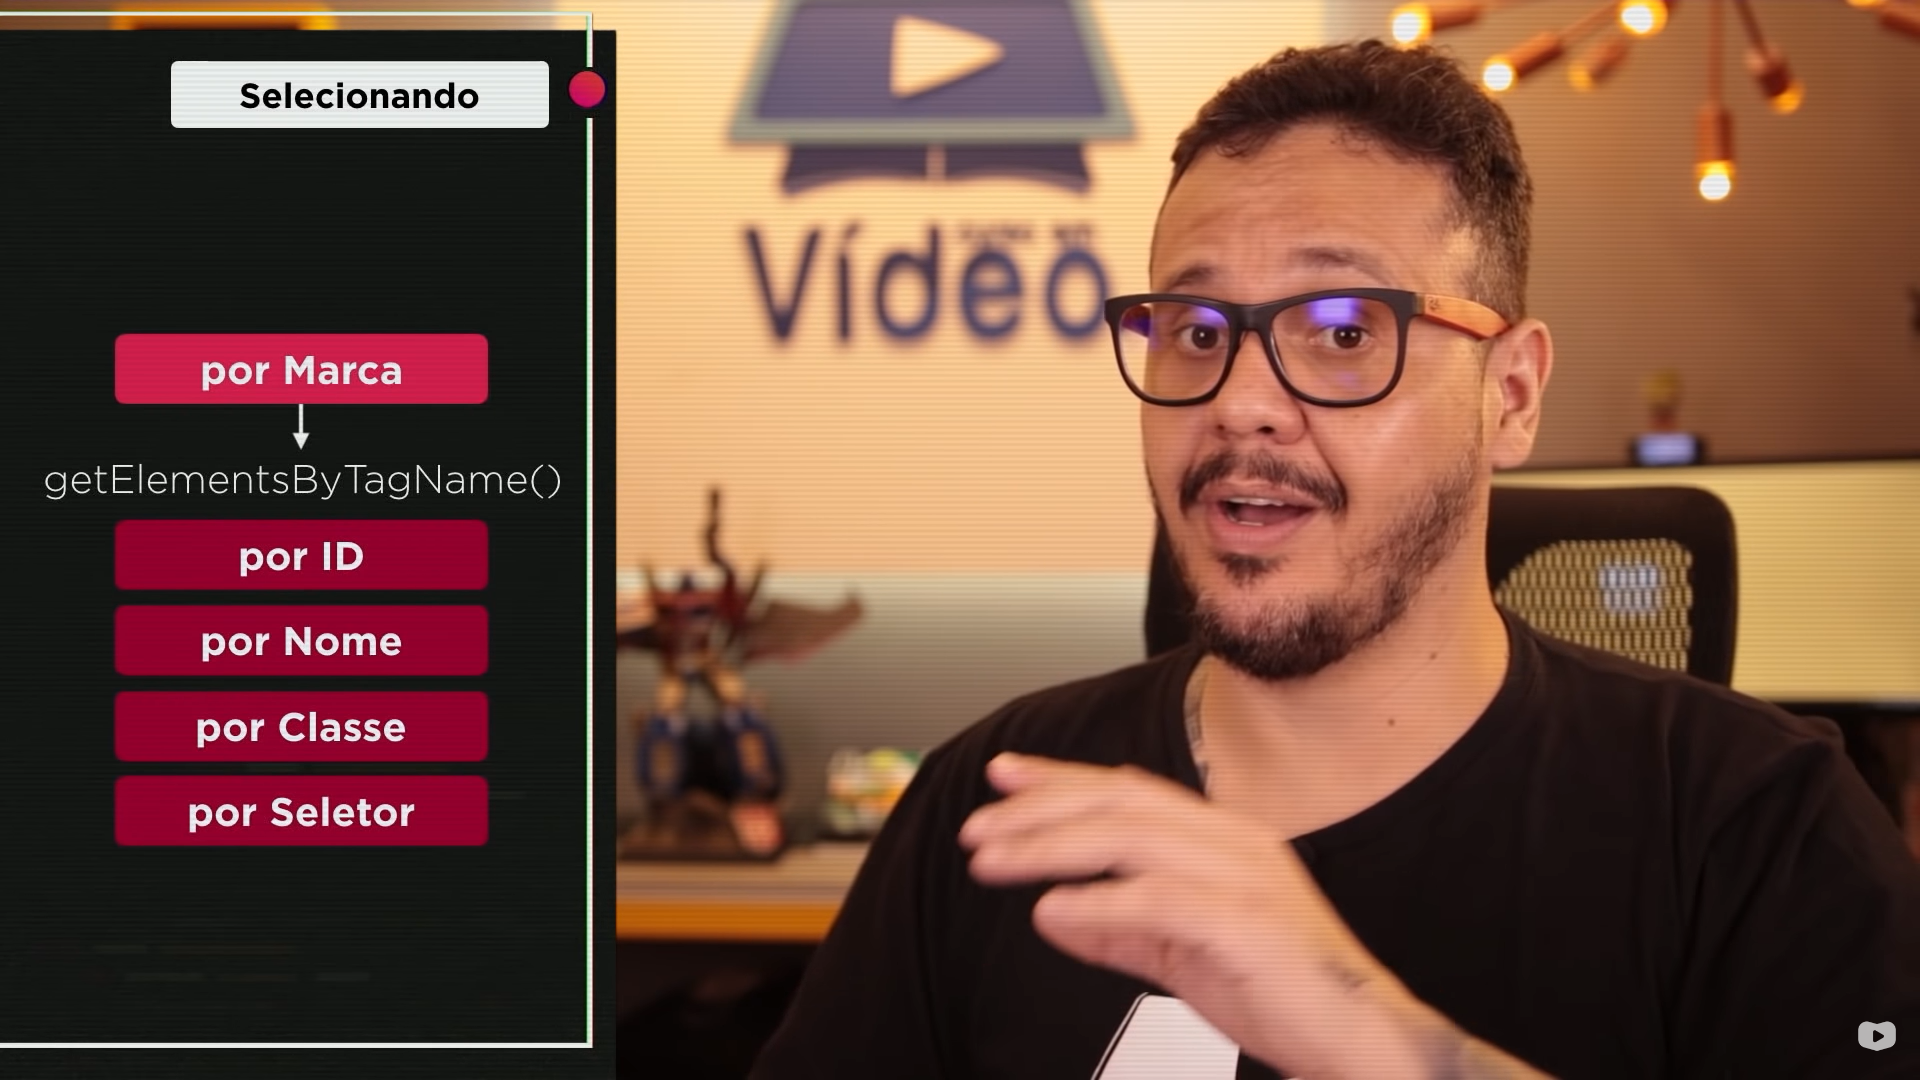 Selecionando
por Marca
getElementsByTagName()
por ID
por Nome
por Classe
por Seletor
Vídeo